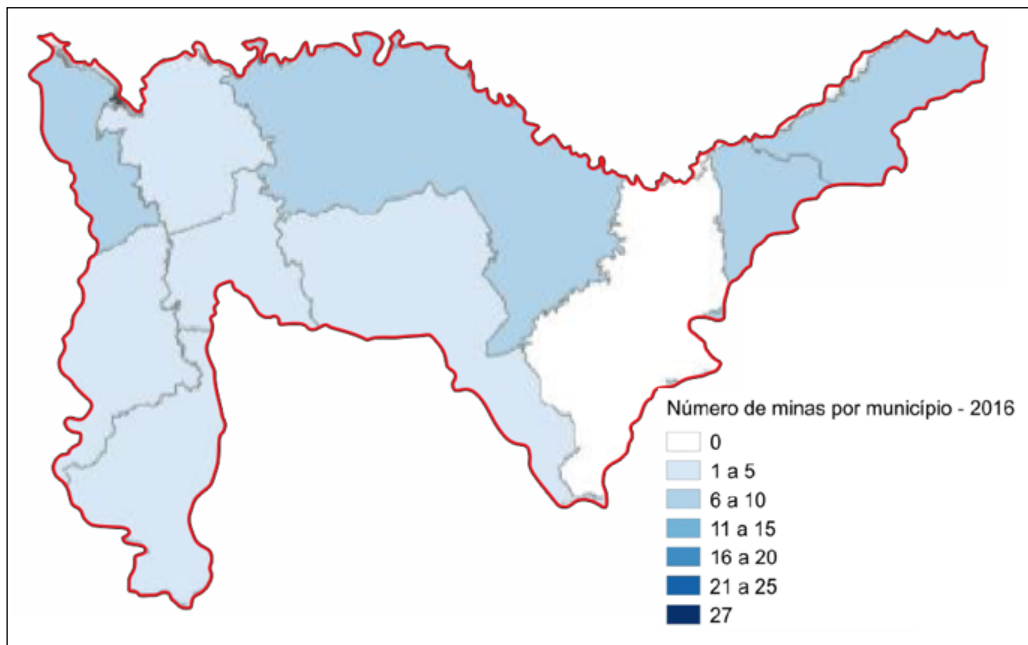 Número de minas por município - 2016
0
1 a 5
6 a 10
11 a 15
16 a 20
21 a 25
27